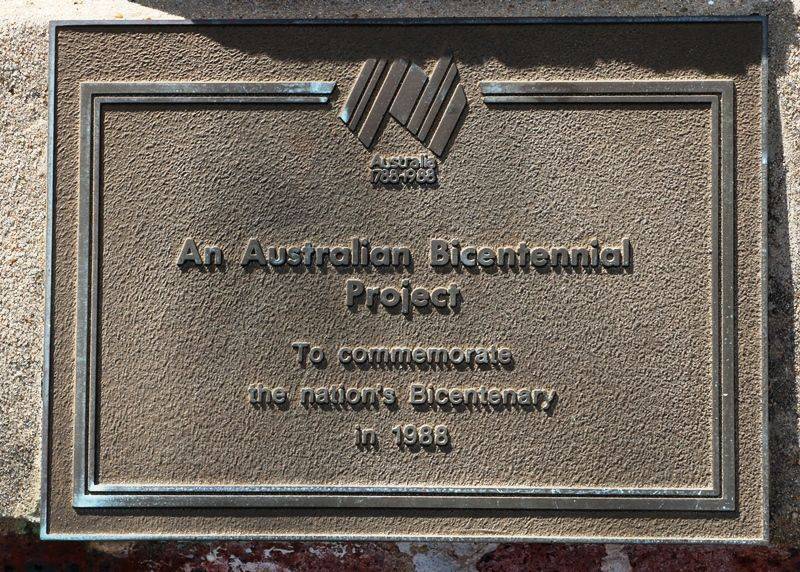 Australia
1788-1988
An Australian Bicentennial
Project
To commemorate
the nation's Bicentenary
in 1988